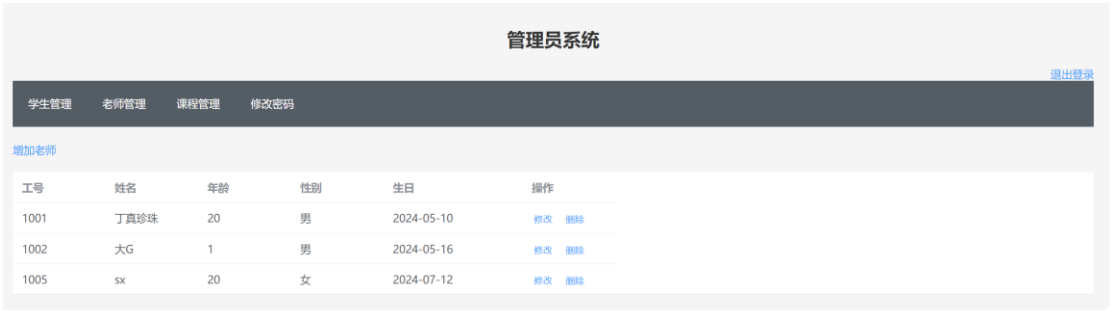 管理员系统
退出登录
学生管理 老师管理 课程管理 修改密码
增加老师
工号 姓名 年龄 性别 生日 操作
1001 丁真珍珠 20 男 2024-05-10 修改 删除
1002 大G 1 男 2024-05-16 修改 删除
1005 sx 20 女 2024-07-12 修改 删除